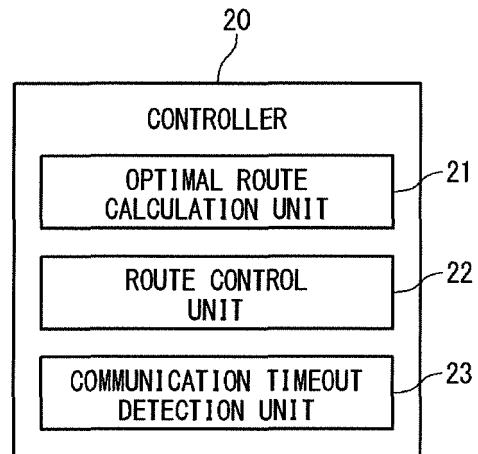 20
CONTROLLER
OPTIMAL ROUTE
CALCULATION UNIT
21
ROUTE CONTROL
UNIT
22
COMMUNICATION TIMEOUT
DETECTION UNIT
23